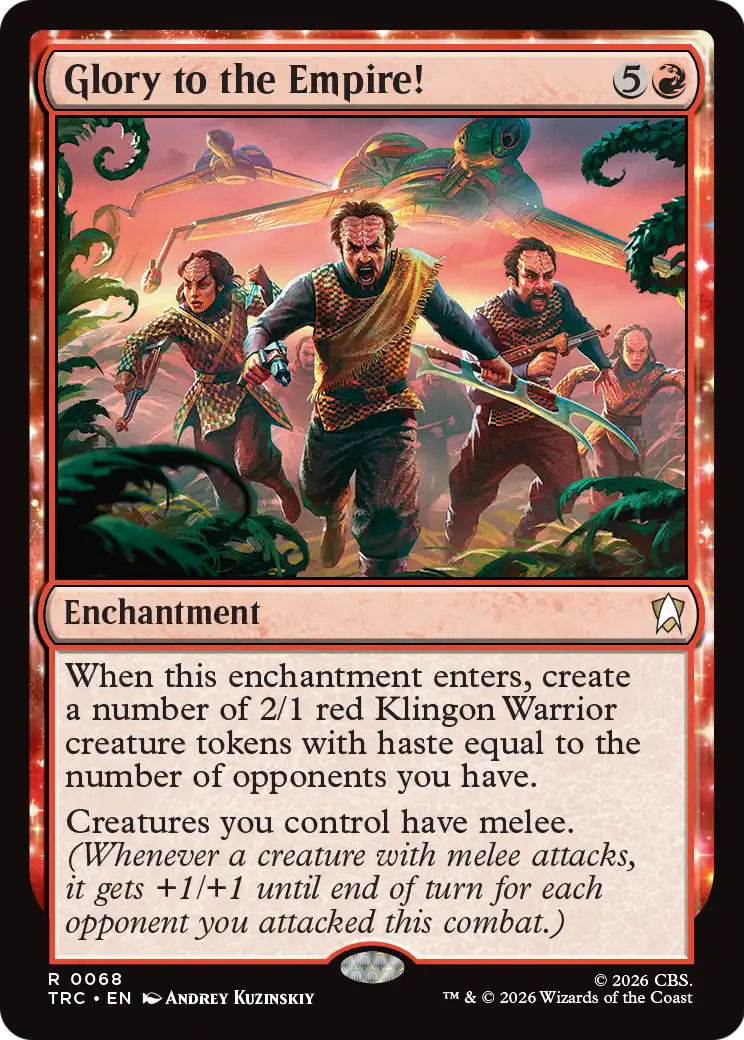 Glory to the Empire! 5
Enchantment
When this enchantment enters, create
a number of 2/1 red Klingon Warrior
creature tokens with haste equal to the
number of opponents you have.
Creatures you control have melee.
(Whenever a creature with melee attacks,
it gets +1/+1 until end of turn for each
opponent you attacked this combat.)
R 0068
TRC • EN Andrey Kuzinskiy
© 2026 CBS.
™ & © 2026 Wizards of the Coast